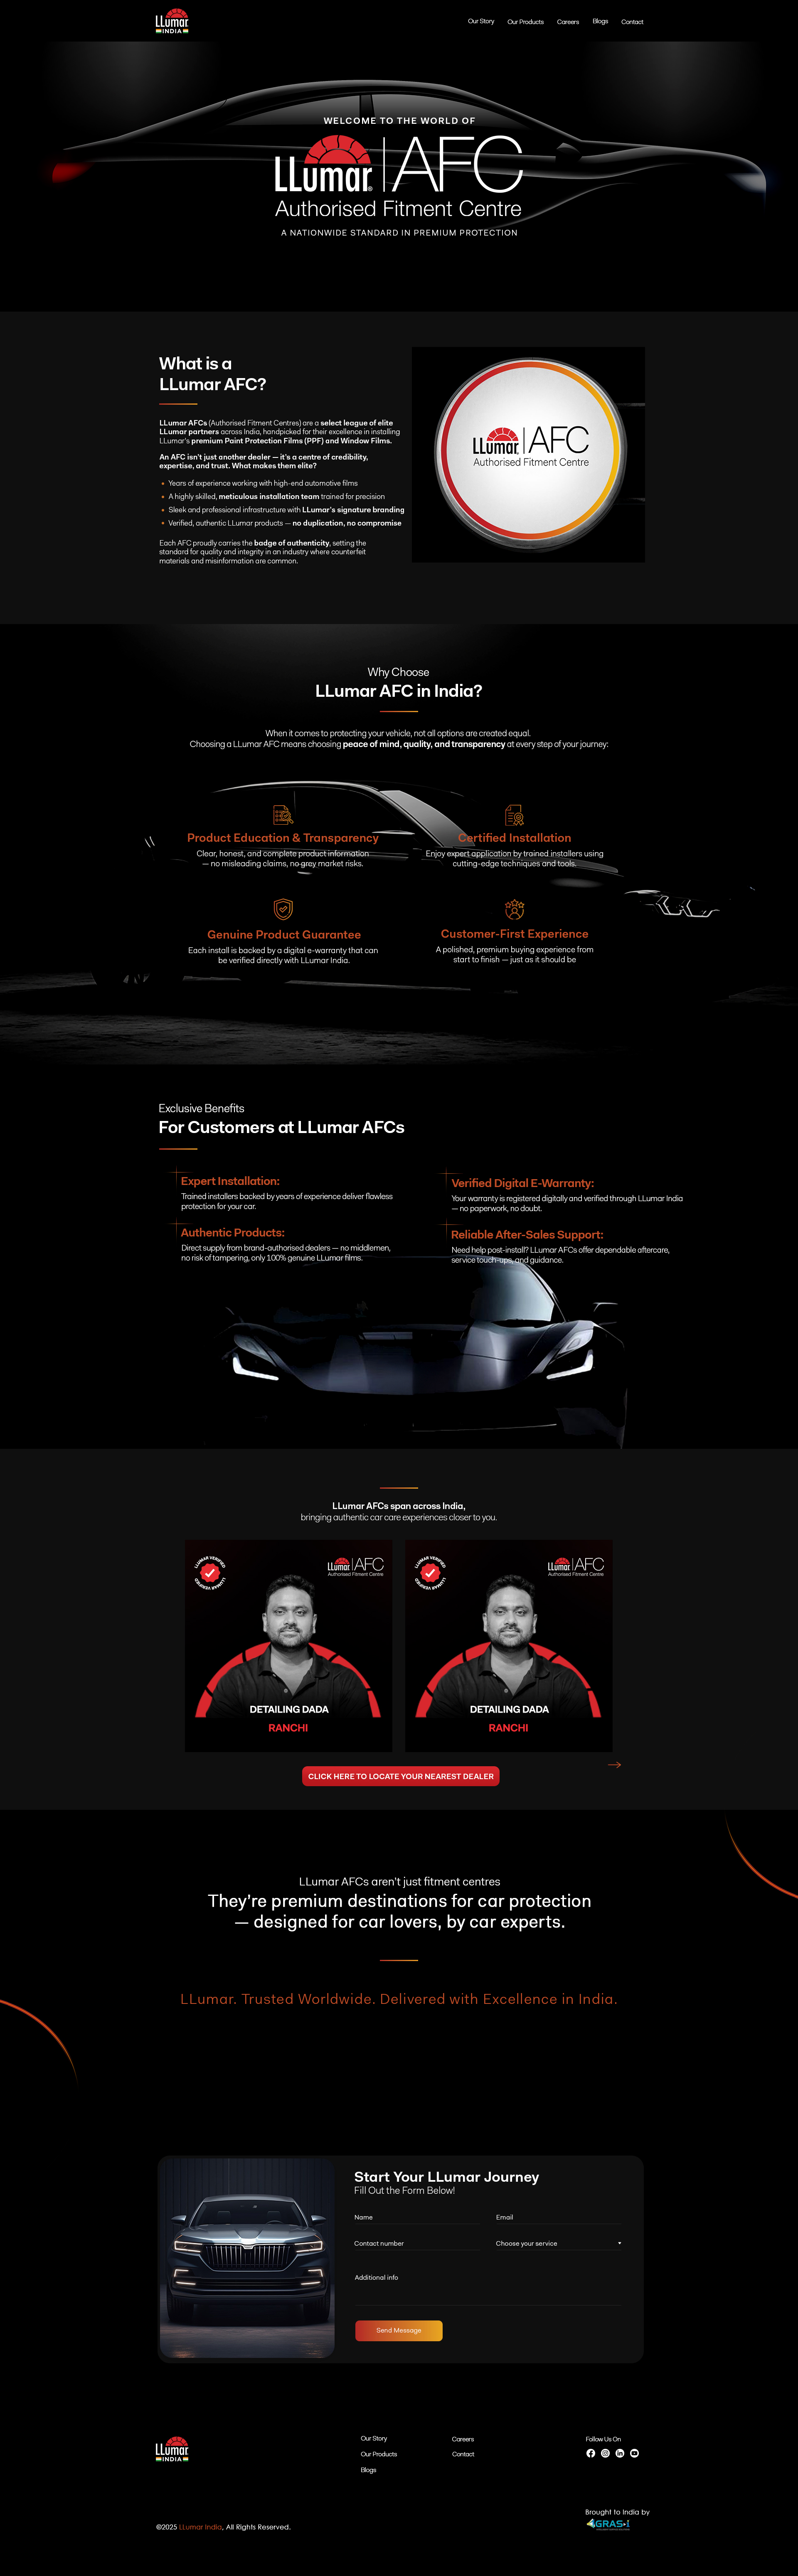 LLumar
INDIA
Our Story
Our Products
Careers
Blogs
Contact
WELCOME TO THE WORLD OF
LLumar® AFC
Authorised Fitment Centre
A NATIONWIDE STANDARD IN PREMIUM PROTECTION
What is a
LLumar AFC?
LLumar AFCs (Authorised Fitment Centres) are a select league of elite
LLumar partners across India, handpicked for their excellence in installing
LLumar's premium Paint Protection Films (PPF) and Window Films.
An AFC isn't just another dealer — it's a centre of credibility,
expertise, and trust. What makes them elite?
• Years of experience working with high-end automotive films
• A highly skilled, meticulous installation team trained for precision
• Sleek and professional infrastructure with LLumar's signature branding
• Verified, authentic LLumar products — no duplication, no compromise
Each AFC proudly carries the badge of authenticity, setting the
standard for quality and integrity in an industry where counterfeit
materials and misinformation are common.
LLumar AFC
Authorised Fitment Centre
Why Choose
LLumar AFC in India?
When it comes to protecting your vehicle, not all options are created equal.
Choosing a LLumar AFC means choosing peace of mind, quality, and transparency at every step of your journey:
Product Education & Transparency
Clear, honest, and complete product information
— no misleading claims, no grey market risks.
Certified Installation
Enjoy expert application by trained installers using
cutting-edge techniques and tools.
Genuine Product Guarantee
Each install is backed by a digital e-warranty that can
be verified directly with LLumar India.
Customer-First Experience
A polished, premium buying experience from
start to finish — just as it should be
Exclusive Benefits
For Customers at LLumar AFCs
Expert Installation:
Trained installers backed by years of experience deliver flawless
protection for your car.
Verified Digital E-Warranty:
Your warranty is registered digitally and verified through LLumar India
— no paperwork, no doubt.
Authentic Products:
Direct supply from brand-authorised dealers — no middlemen,
no risk of tampering, only 100% genuine LLumar films.
Reliable After-Sales Support:
Need help post-install? LLumar AFCs offer dependable aftercare,
service touch-ups, and guidance.
LLumar AFCs span across India,
bringing authentic car care experiences closer to you.
LLUMAR VERIFIED
LLUMAR VERIFIED
LLumar AFC
Authorised Fitment Centre
DETAILING DADA
RANCHI
LLUMAR VERIFIED
LLUMAR VERIFIED
LLumar AFC
Authorised Fitment Centre
DETAILING DADA
RANCHI
CLICK HERE TO LOCATE YOUR NEAREST DEALER
LLumar AFCs aren't just fitment centres
They're premium destinations for car protection
— designed for car lovers, by car experts.
LLumar. Trusted Worldwide. Delivered with Excellence in India.
Start Your LLumar Journey
Fill Out the Form Below!
Name
Email
Contact number
Choose your service
Additional info
Send Message
LLumar
INDIA
Our Story
Our Products
Blogs
Careers
Contact
Follow Us On
©2025 LLumar India, All Rights Reserved.
Brought to India by